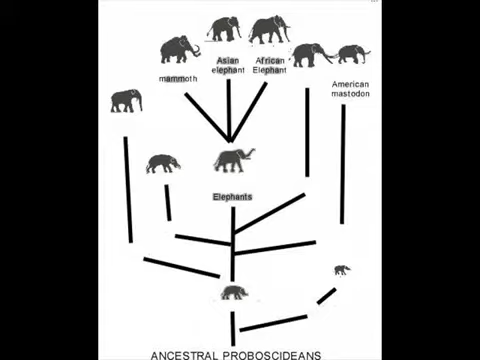 mammoth
Asian
elephant
African
Elephant
American
mastodon
Elephants
ANCESTRAL PROBOSCIDEANS